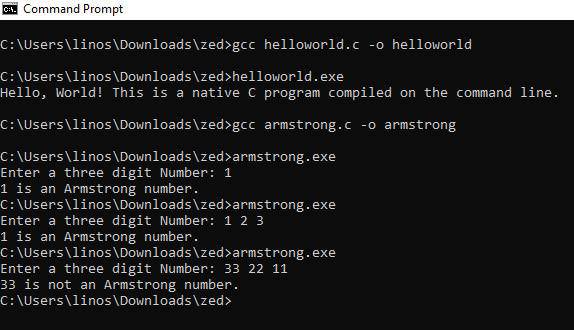 Command Prompt
C:\Users\linos\Downloads\zed>gcc helloworld.c -o helloworld
C:\Users\linos\Downloads\zed>helloworld.exe
Hello, World! This is a native C program compiled on the command line.
C:\Users\linos\Downloads\zed>gcc armstrong.c -o armstrong
C:\Users\linos\Downloads\zed>armstrong.exe
Enter a three digit Number: 1
1 is an Armstrong number.
C:\Users\linos\Downloads\zed>armstrong.exe
Enter a three digit Number: 1 2 3
1 is an Armstrong number.
C:\Users\linos\Downloads\zed>armstrong.exe
Enter a three digit Number: 33 22 11
33 is not an Armstrong number.
C:\Users\linos\Downloads\zed>